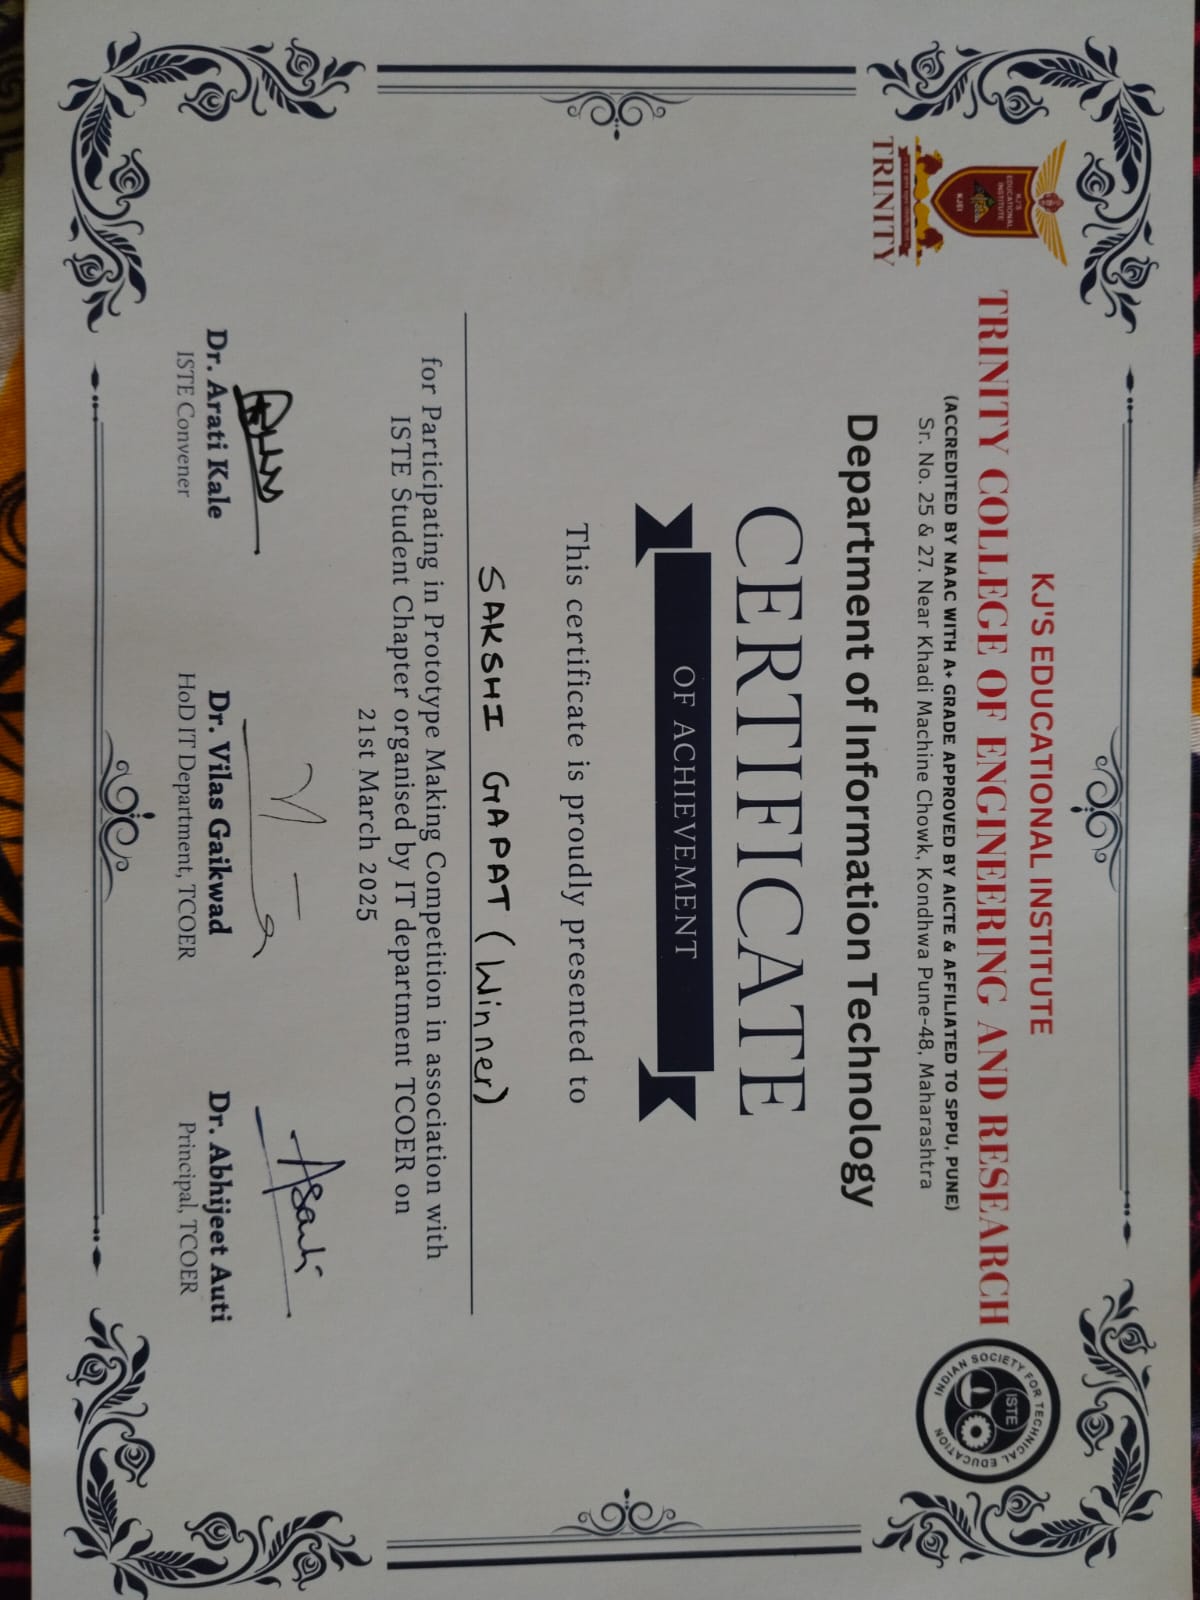 KJ'S EDUCATIONAL INSTITUTE
TRINITY COLLEGE OF ENGINEERING AND RESEARCH
(ACCREDITED BY NAAC WITH A+ GRADE APPROVED BY AICTE & AFFILIATED TO SPPU, PUNE)
Sr. No. 25 & 27. Near Khadi Machine Chowk, Kondhwa Pune-48, Maharashtra
KJ'S
EDUCATIONAL
INSTITUTE
KJEI
TRINITY
INDIAN SOCIETY FOR TECHNICAL EDUCATION
ISTE
Department of Information Technology
CERTIFICATE
OF ACHIEVEMENT
This certificate is proudly presented to
SAKSHI GAPAT (Winner)
for Participating in Prototype Making Competition in association with
ISTE Student Chapter organised by IT department TCOER on
21st March 2025
Dr. Arati Kale
ISTE Convener
Dr. Vilas Gaikwad
HoD IT Department, TCOER
Dr. Abhijeet Auti
Principal, TCOER